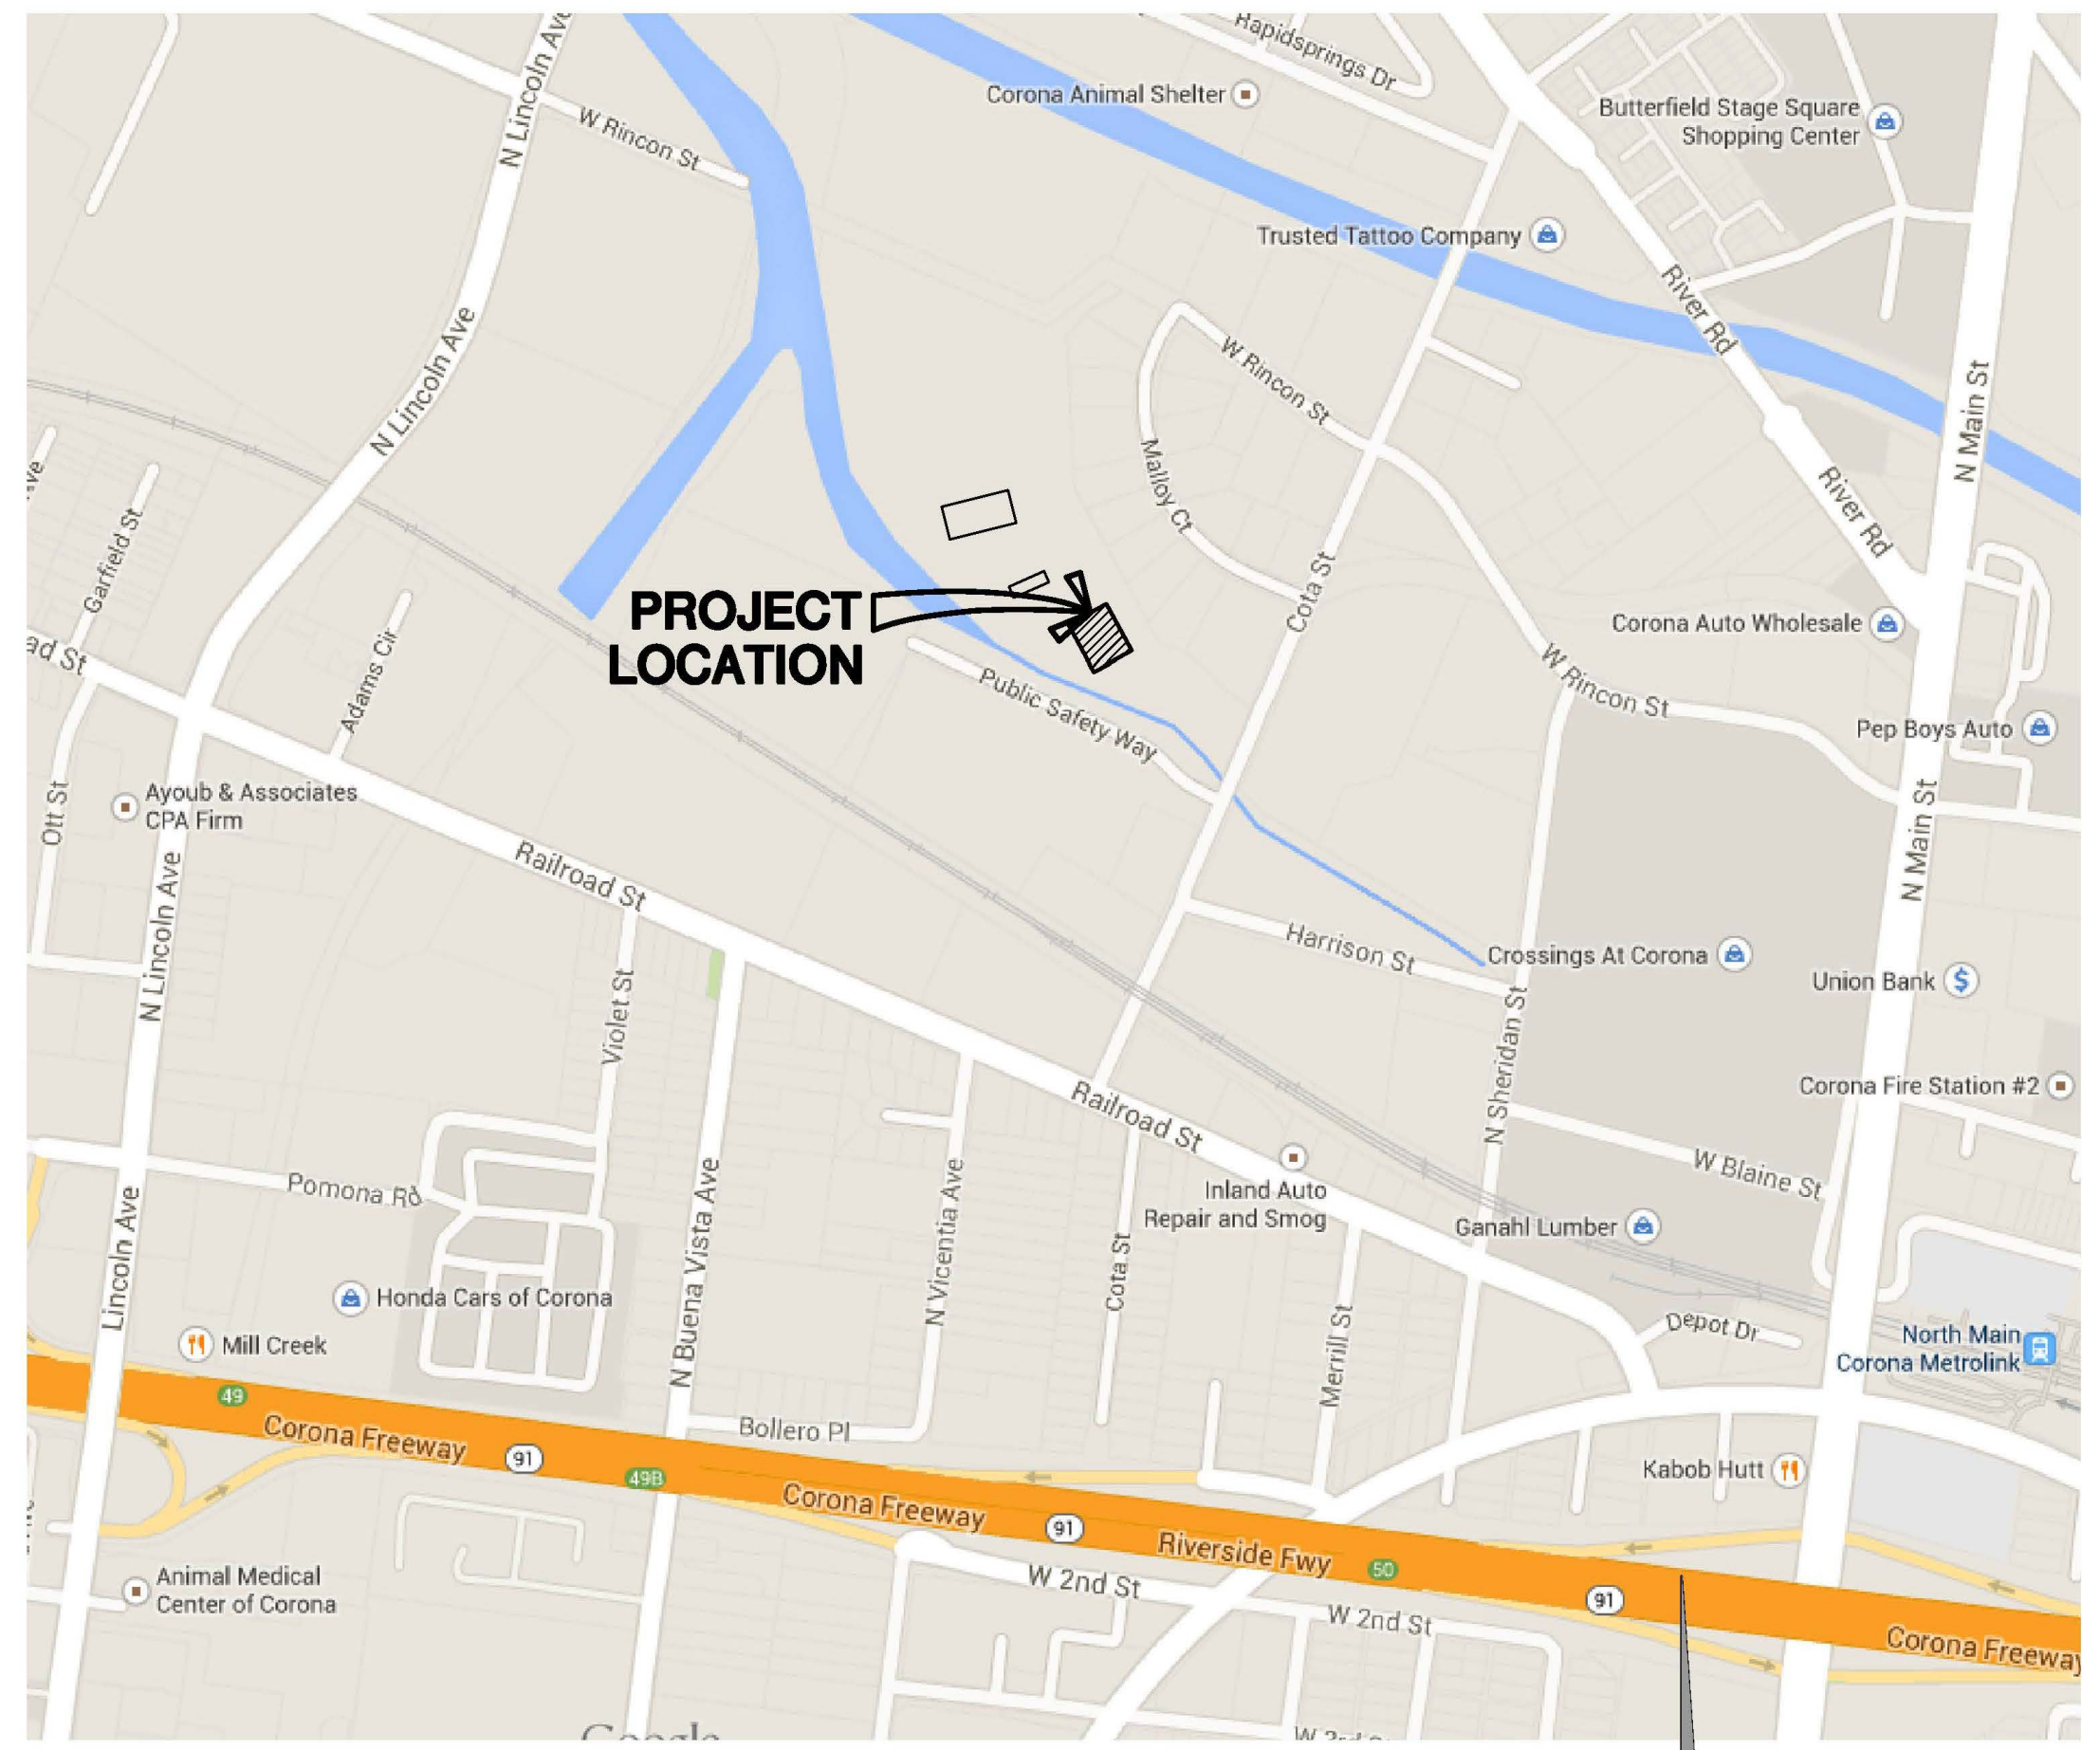 Rapidsprings Dr
N Lincoln Ave
Corona Animal Shelter
Butterfield Stage Square
Shopping Center
W Rincon St
Trusted Tattoo Company
River Rd
N Lincoln Ave
W Rincon St
N Main St
Malloy Ct
River Rd
Garfield St
Cota St
PROJECT
LOCATION
Corona Auto Wholesale
ad St
Adams Cir
Public Safety Way
W Rincon St
Pep Boys Auto
Ott St
Ayoub & Associates
CPA Firm
N Main St
Railroad St
N Lincoln Ave
Harrison St
Crossings At Corona
Union Bank
$
Violet St
N Sheridan St
Corona Fire Station #2
Railroad St
W Blaine St
Pomona Rd
Lincoln Ave
N Buena Vista Ave
N Vicentia Ave
Inland Auto
Repair and Smog
Ganahl Lumber
Cota St
Honda Cars of Corona
Merrill St
Depot Dr
Mill Creek
North Main
Corona Metrolink
49
Corona Freeway
91
49B
Bollero Pl
Kabob Hutt
Corona Freeway
91
Riverside Fwy
50
91
Animal Medical
Center of Corona
W 2nd St
W 2nd St
Corona Freeway
Google